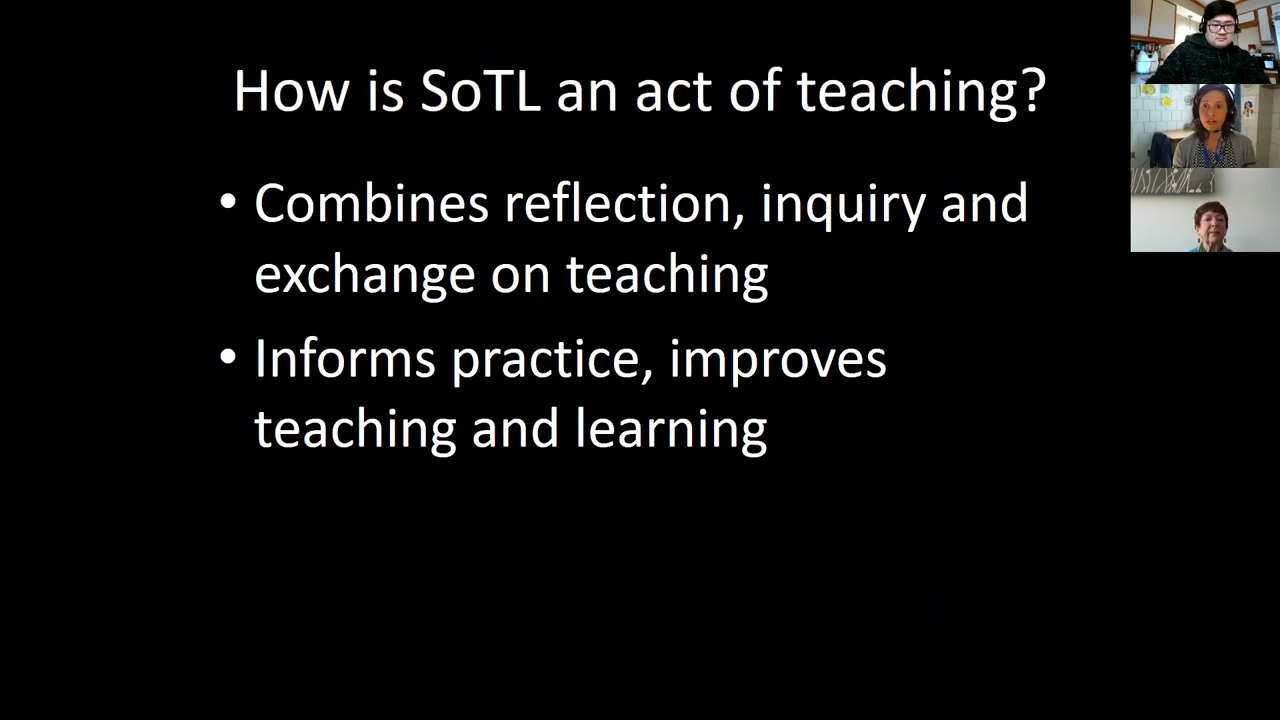 How is SoTL an act of teaching?
• Combines reflection, inquiry and
exchange on teaching
• Informs practice, improves
teaching and learning